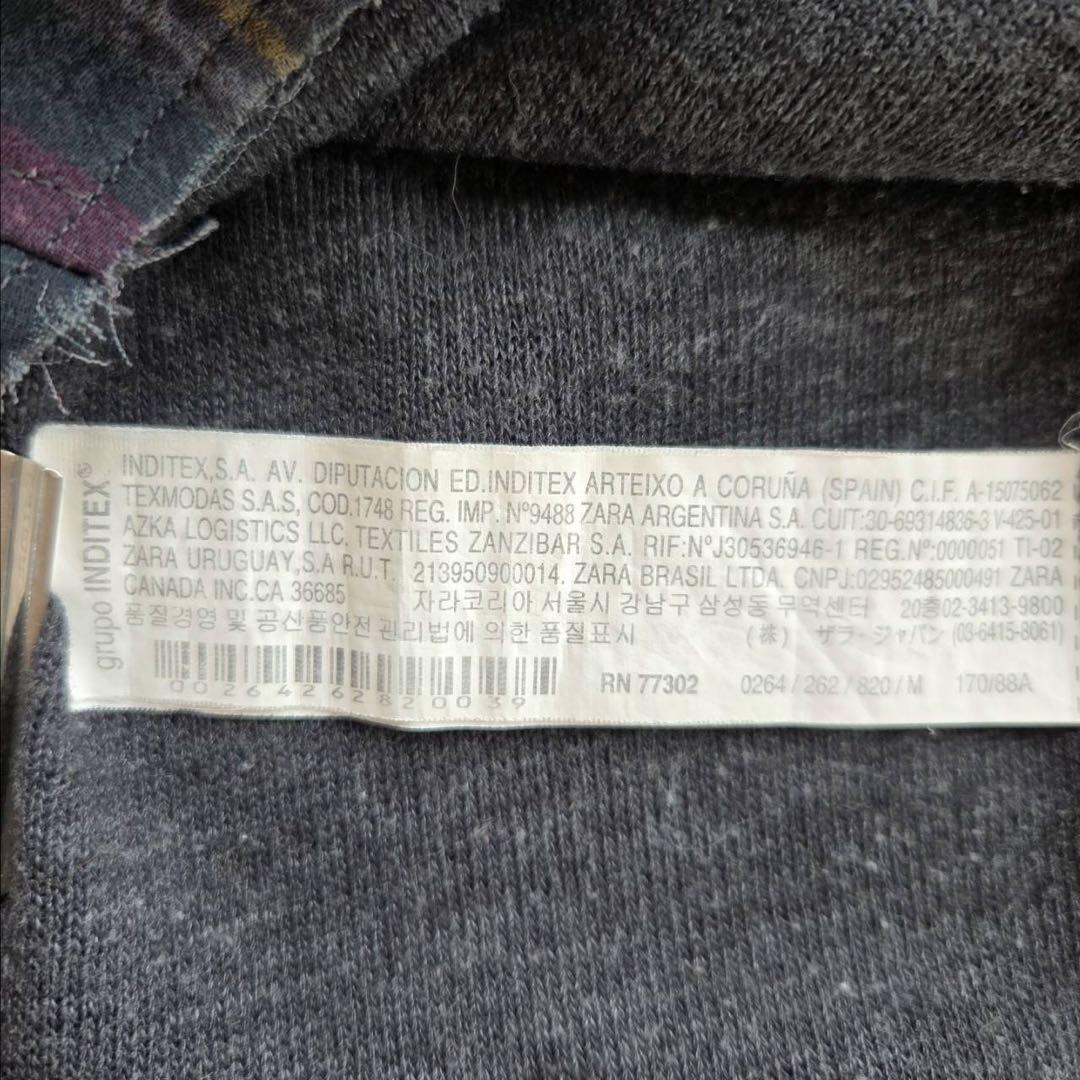 grupo INDITEX®
INDITEX,S.A. AV. DIPUTACION ED.INDITEX ARTEIXO A CORUÑA (SPAIN) C.I.F. A-15075062
TEXMODAS S.A.S, COD.1748 REG. IMP. Nº9488 ZARA ARGENTINA S.A. CUIT:30-69314836-3 V-425-01
AZKA LOGISTICS LLC. TEXTILES ZANZIBAR S.A. RIF:NºJ30536946-1 REG.Nº:0000051 TI-02
ZARA URUGUAY,S.A R.U.T. 213950900014. ZARA BRASIL LTDA. CNPJ:02952485000491 ZARA
CANADA INC.CA 36685 자라코리아 서울시 강남구 삼성동 무역센터 20층02-3413-9800
품질경영 및 공산품안전 관리법에 의한 품질표시 (株) ザラ・ジャパン (03-6415-8061)
00264262820039 RN 77302 0264 / 262 / 820 / M 170/88A